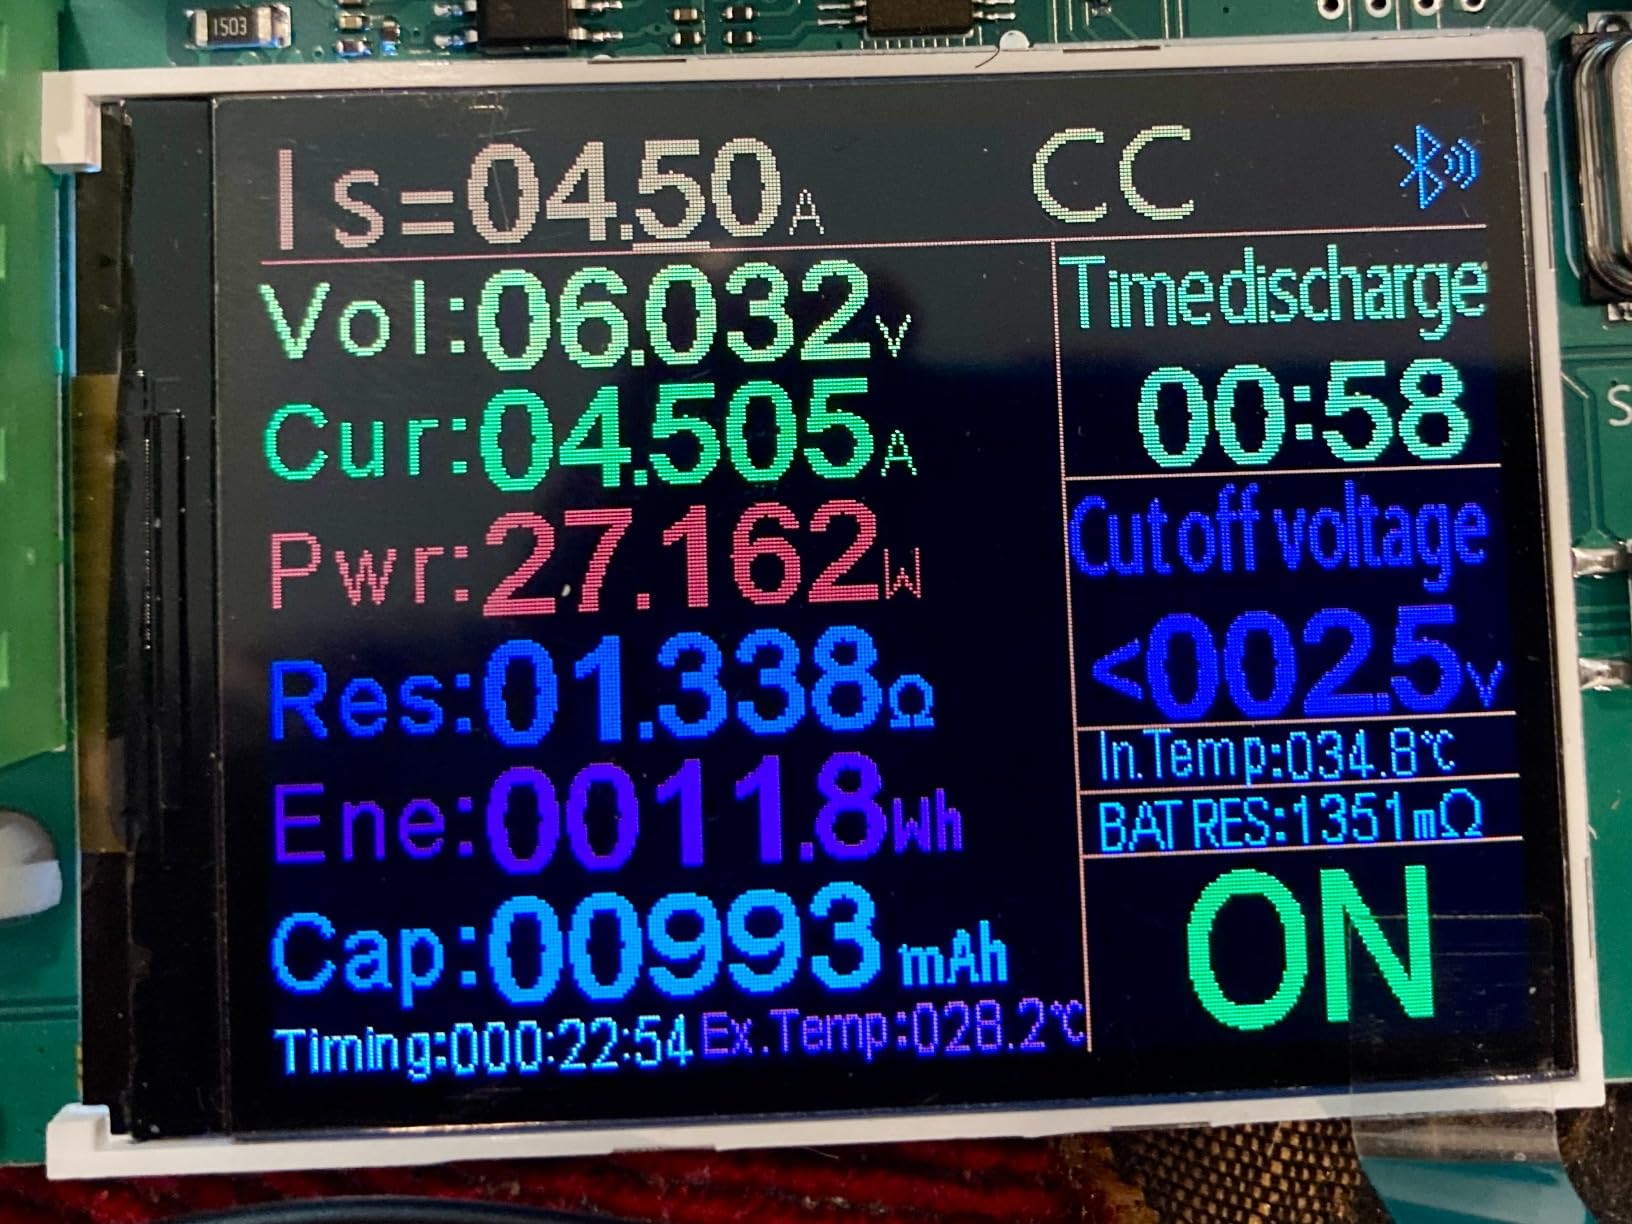 1503
Is=04.50A CC
Vol:06.032V
Cur:04.505A
Pwr:27.162W
Res:01.338Ω
Ene:0011.8Wh
Cap:00993 mAh
Timing:000:22:54 Ex.Temp:028.2℃
Time discharge
00:58
Cutoff voltage
<002.5V
In.Temp:034.8℃
BAT RES:1351mΩ
ON
S